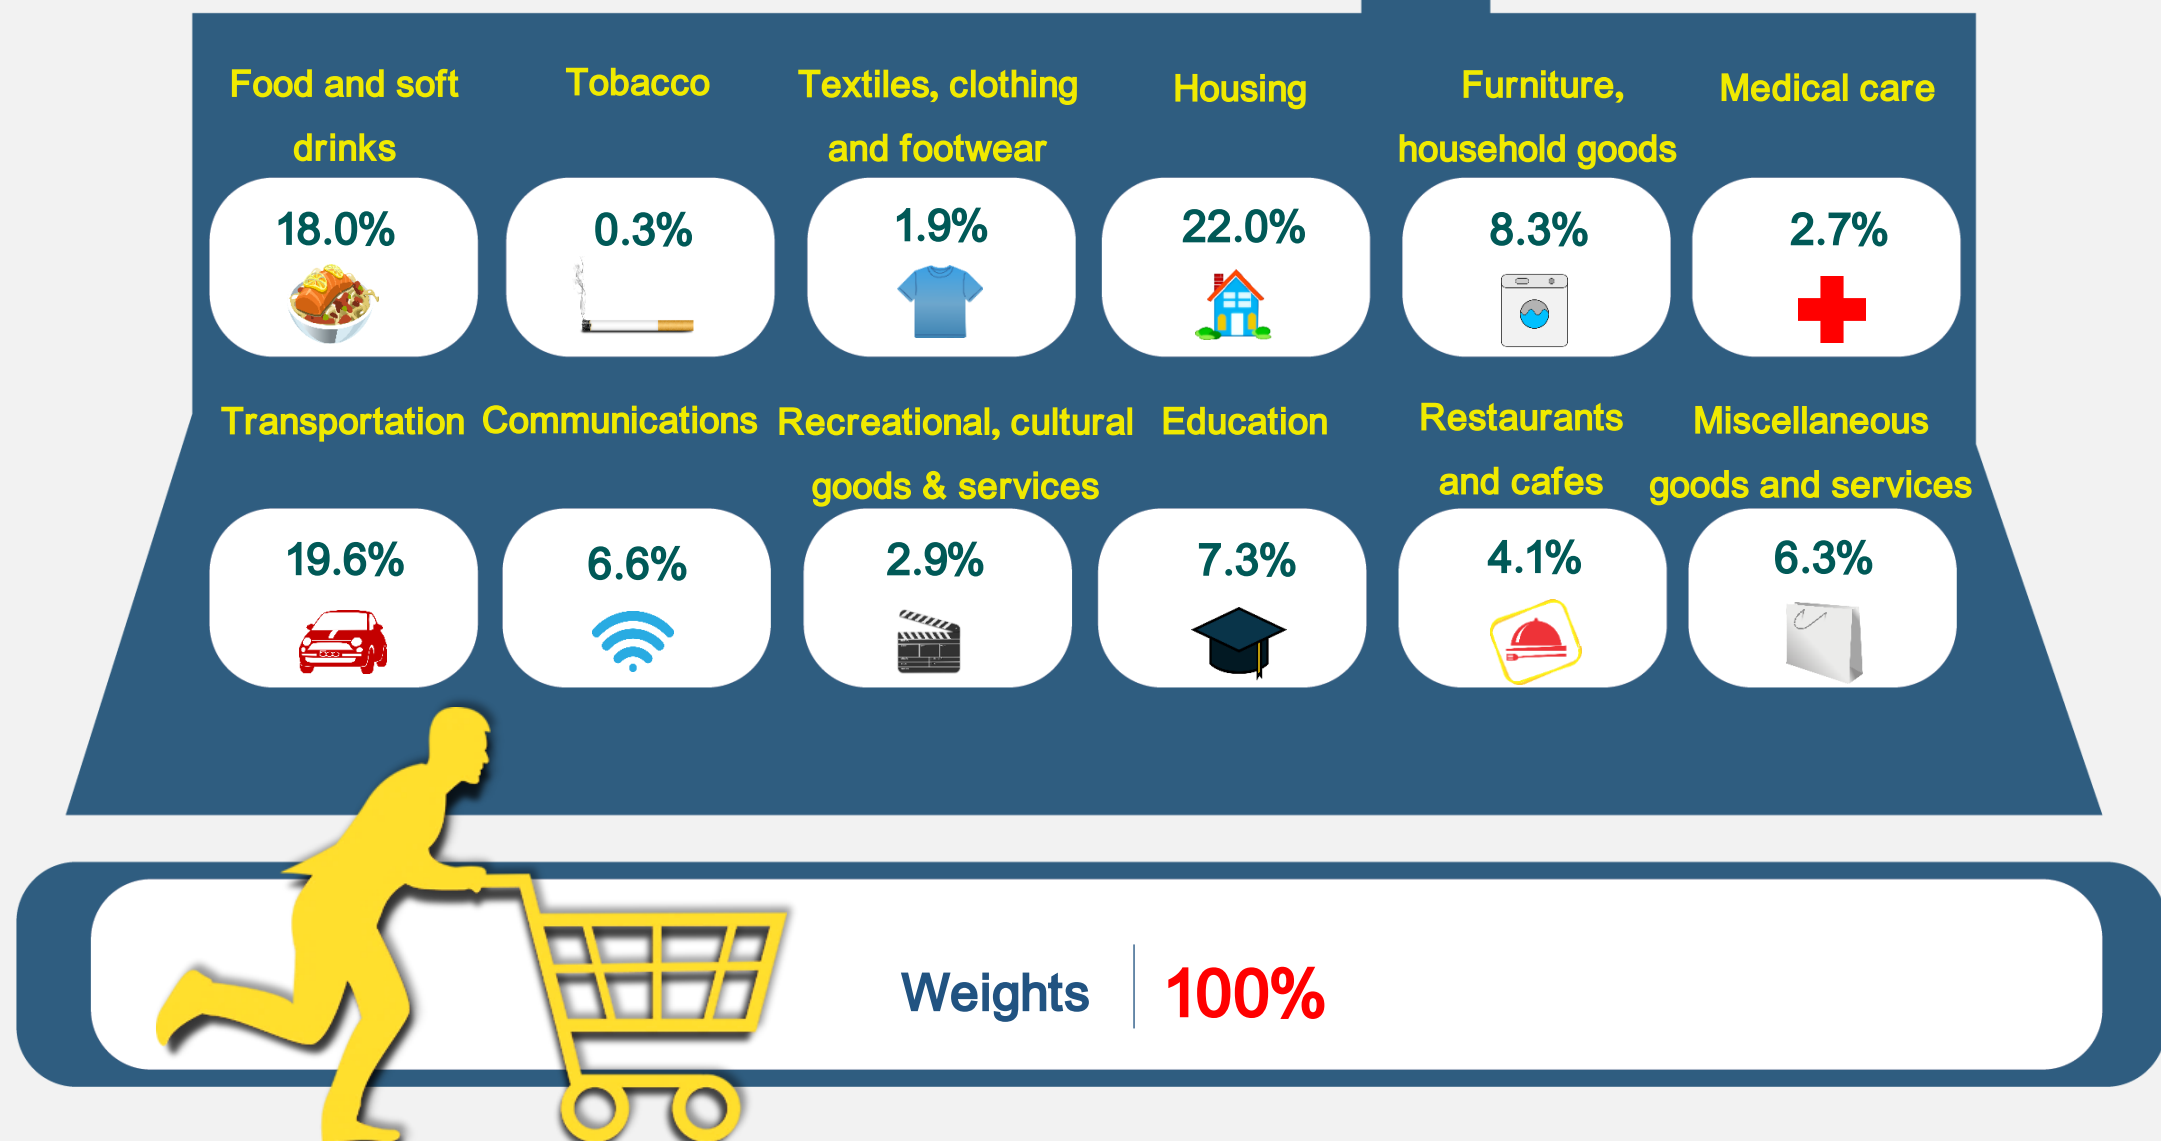 Food and soft
drinks
18.0%
Tobacco
0.3%
Textiles, clothing
and footwear
1.9%
Housing
22.0%
Furniture,
household goods
8.3%
Medical care
2.7%
Transportation
19.6%
Communications
6.6%
Recreational, cultural
goods & services
2.9%
Education
7.3%
Restaurants
and cafes
4.1%
Miscellaneous
goods and services
6.3%
Weights
100%